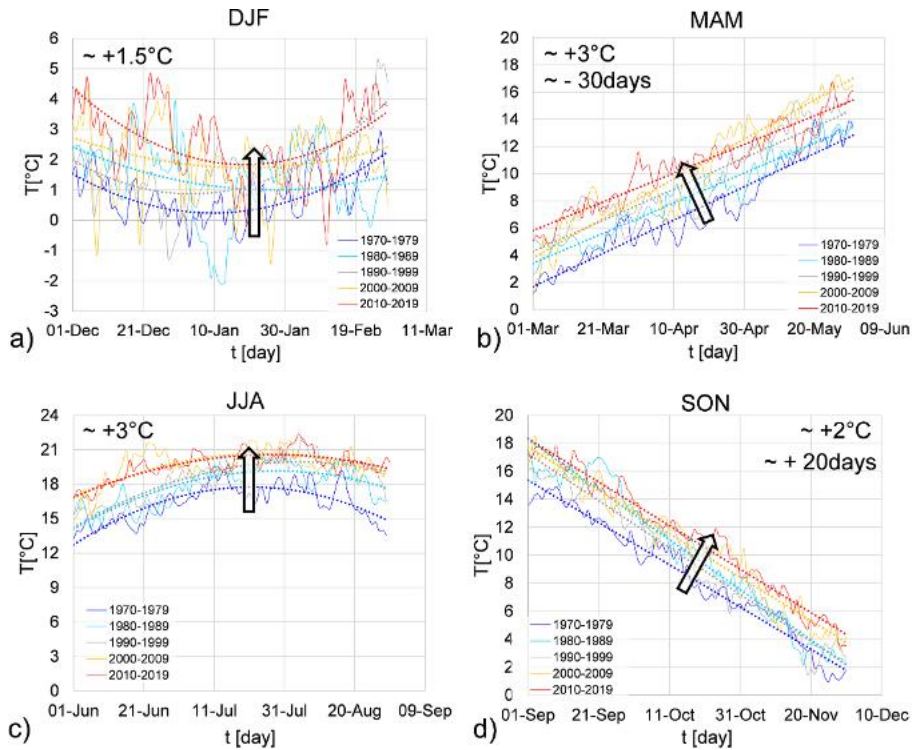 DJF
~ +1.5°C
6
5
4
3
2
1
0
-1
-2
-3
T[°C]
01-Dec 21-Dec 10-Jan 30-Jan 19-Feb 11-Mar
t [day]
1970-1979
1980-1989
1990-1999
2000-2009
2010-2019
a)
MAM
~ +3°C
~ - 30days
20
18
16
14
12
10
8
6
4
2
0
T[°C]
01-Mar 21-Mar 10-Apr 30-Apr 20-May 09-Jun
t [day]
1970-1979
1980-1989
1990-1999
2000-2009
2010-2019
b)
JJA
~ +3°C
24
21
18
15
12
9
6
3
0
T[°C]
01-Jun 21-Jun 11-Jul 31-Jul 20-Aug 09-Sep
t [day]
1970-1979
1980-1989
1990-1999
2000-2009
2010-2019
c)
SON
~ +2°C
~ + 20days
20
18
16
14
12
10
8
6
4
2
0
T[°C]
01-Sep 21-Sep 11-Oct 31-Oct 20-Nov 10-Dec
t [day]
1970-1979
1980-1989
1990-1999
2000-2009
2010-2019
d)